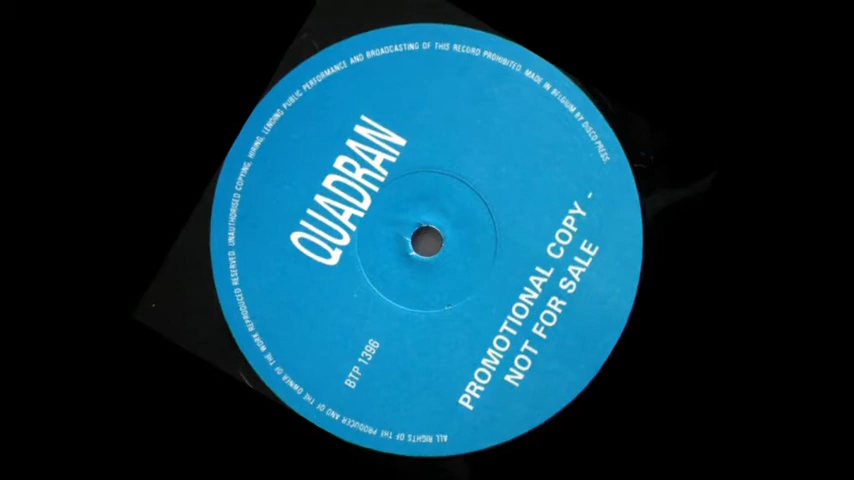 QUADRAN
BTP 1396
PROMOTIONAL COPY -
NOT FOR SALE
ALL RIGHTS OF THE PRODUCER AND OF THE OWNER OF THE WORK REPRODUCED RESERVED. UNAUTHORISED COPYING, HIRING, LENDING PUBLIC PERFORMANCE AND BROADCASTING OF THIS RECORD PROHIBITED. MADE IN BELGIUM BY DISCO PRESS.